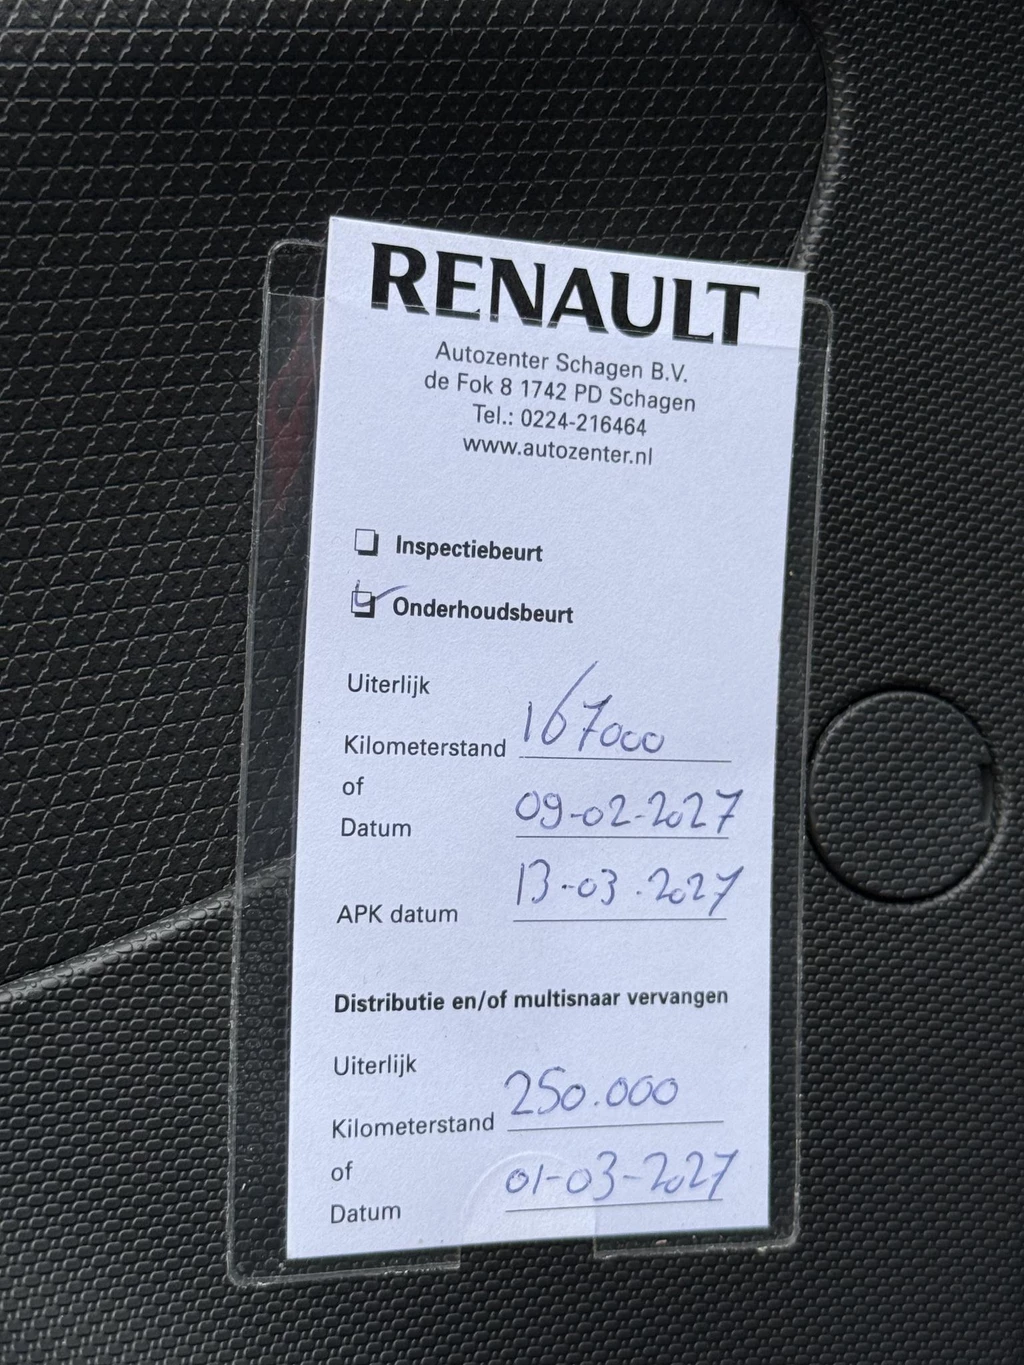 RENAULT
Autozenter Schagen B.V.
de Fok 8 1742 PD Schagen
Tel.: 0224-216464
www.autozenter.nl
Inspectiebeurt
Onderhoudsbeurt
Uiterlijk
Kilometerstand 167000
of
Datum 09-02-2027
APK datum 13-03-2027
Distributie en/of multisnaar vervangen
Uiterlijk
Kilometerstand 250.000
of
Datum 01-03-2027